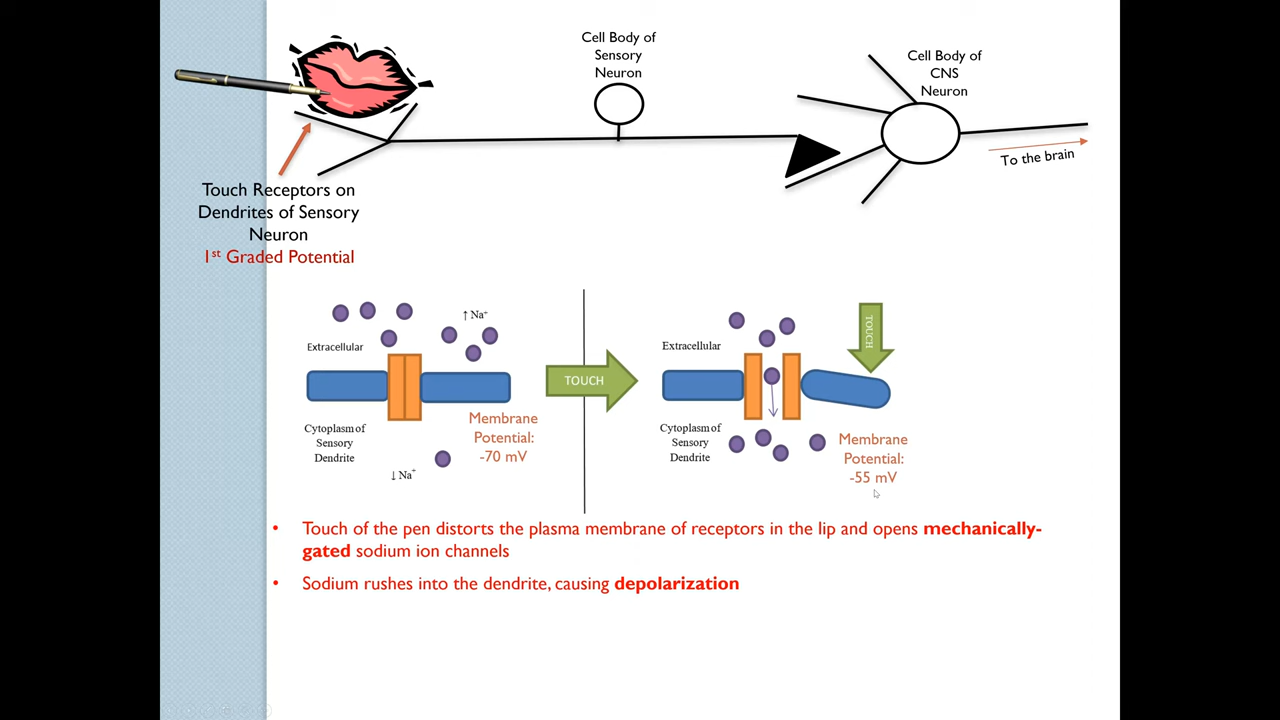 Cell Body of
Sensory
Neuron
Cell Body of
CNS
Neuron
To the brain
Touch Receptors on
Dendrites of Sensory
Neuron
1st Graded Potential
↑ Na⁺
Extracellular
Cytoplasm of
Sensory
Dendrite
↓ Na⁺
Membrane
Potential:
-70 mV
TOUCH
Extracellular
TOUCH
Cytoplasm of
Sensory
Dendrite
Membrane
Potential:
-55 mV
• Touch of the pen distorts the plasma membrane of receptors in the lip and opens mechanically-
gated sodium ion channels
• Sodium rushes into the dendrite, causing depolarization